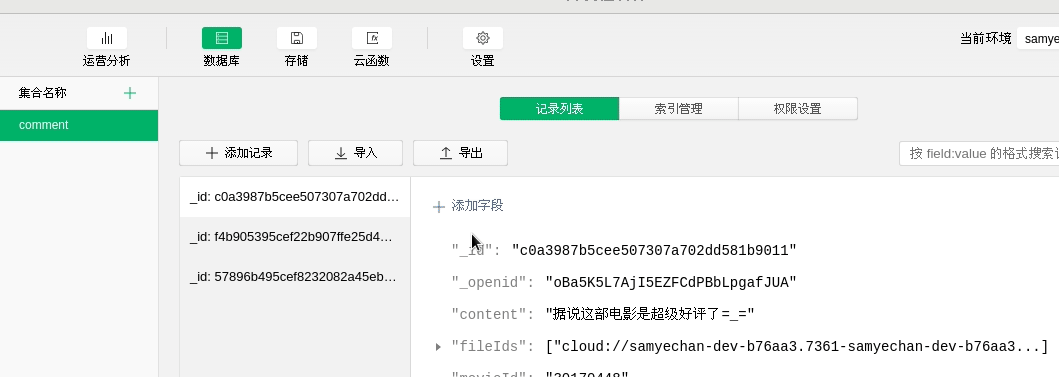 运营分析 数据库 存储 云函数 设置 当前环境 samye
集合名称
comment
记录列表 索引管理 权限设置
添加记录 导入 导出 按 field:value 的格式搜索
_id: c0a3987b5cee507307a702dd...
_id: f4b905395cef22b907ffe25d4...
_id: 57896b495cef8232082a45eb...
添加字段
"_id": "c0a3987b5cee507307a702dd581b9011"
"_openid": "oBa5K5L7AjI5EZFCdPBbLpgafJUA"
"content": "据说这部电影是超级好评了=_="
"fileIds": ["cloud://samyechan-dev-b76aa3.7361-samyechan-dev-b76aa3...]
"movieId": "30170448"